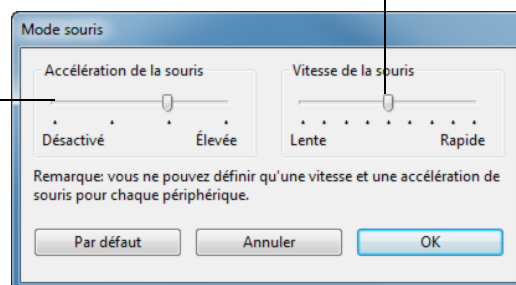 Mode souris
Accélération de la souris
Vitesse de la souris
Désactivé Élevée
Lente Rapide
Remarque: vous ne pouvez définir qu'une vitesse et une accélération de
souris pour chaque périphérique.
Par défaut
Annuler
OK